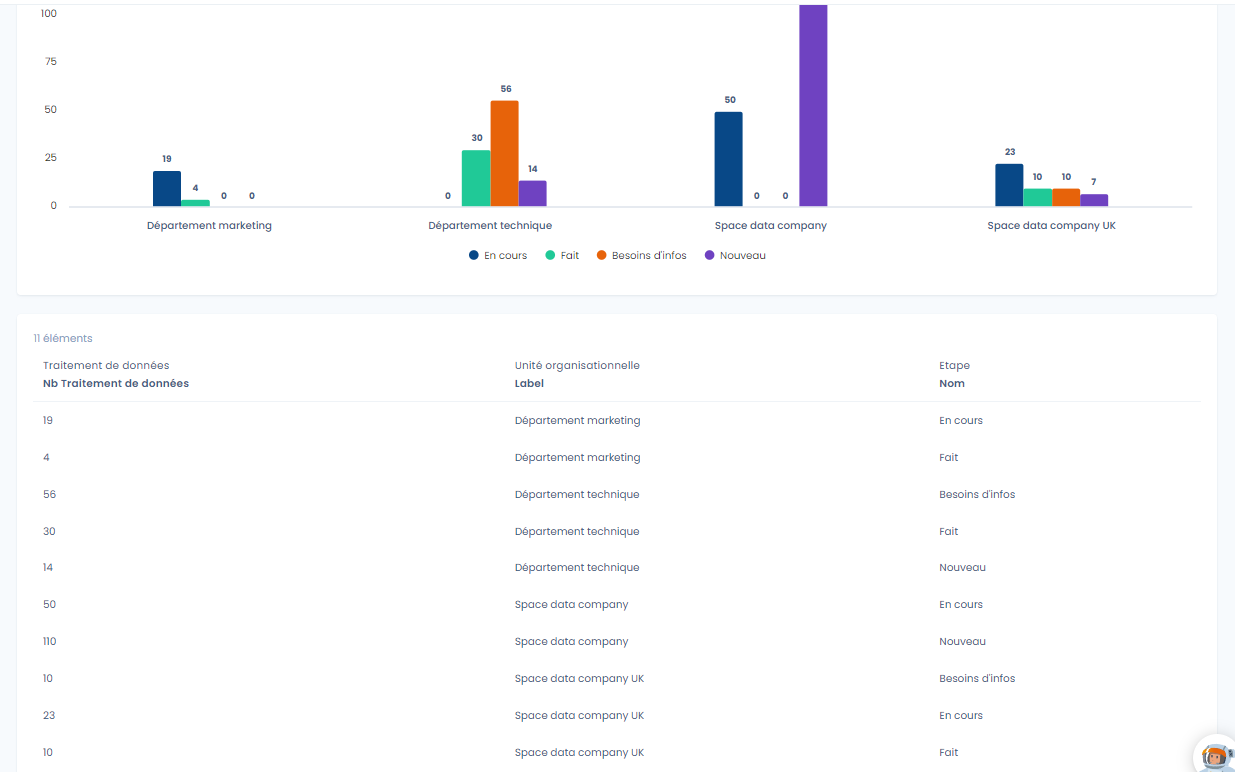 100
75
50
25
0
19
4
0
0
0
30
56
14
50
0
0
23
10
10
7
Département marketing
Département technique
Space data company
Space data company UK
En cours
Fait
Besoins d'infos
Nouveau
11 éléments
Traitement de données Unité organisationnelle Etape
Nb Traitement de données Label Nom
19 Département marketing En cours
4 Département marketing Fait
56 Département technique Besoins d'infos
30 Département technique Fait
14 Département technique Nouveau
50 Space data company En cours
110 Space data company Nouveau
10 Space data company UK Besoins d'infos
23 Space data company UK En cours
10 Space data company UK Fait